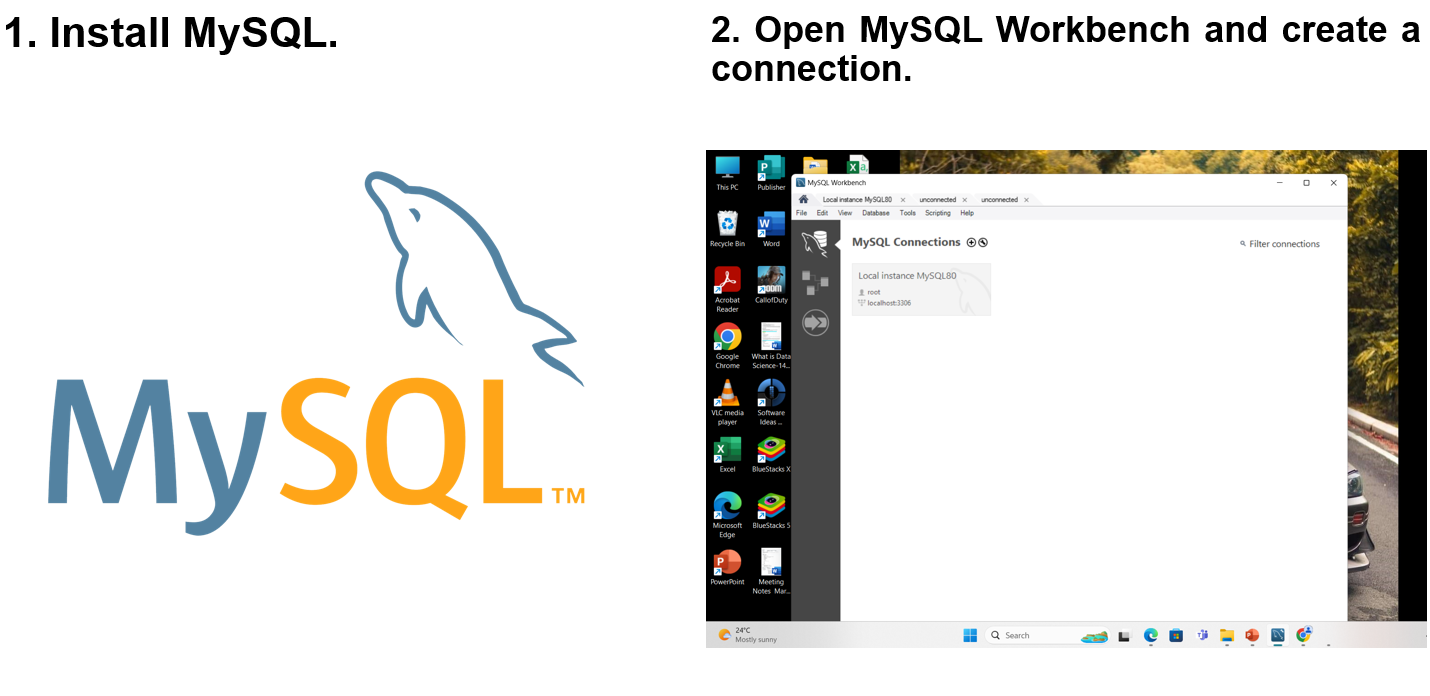 1. Install MySQL.
2. Open MySQL Workbench and create a
connection.
MySQL™
This PC
Publisher
Recycle Bin
Word
Acrobat
Reader
CallofDuty
Google
Chrome
What is Data
Science-14...
VLC media
player
Software
Ideas ...
Excel
BlueStacks X
Microsoft
Edge
BlueStacks 5
PowerPoint
Meeting
Notes Mar...
MySQL Workbench
Local instance MySQL80
unconnected
unconnected
File Edit View Database Tools Scripting Help
MySQL Connections
Filter connections
Local instance MySQL80
root
localhost:3306
24°C
Mostly sunny
Search